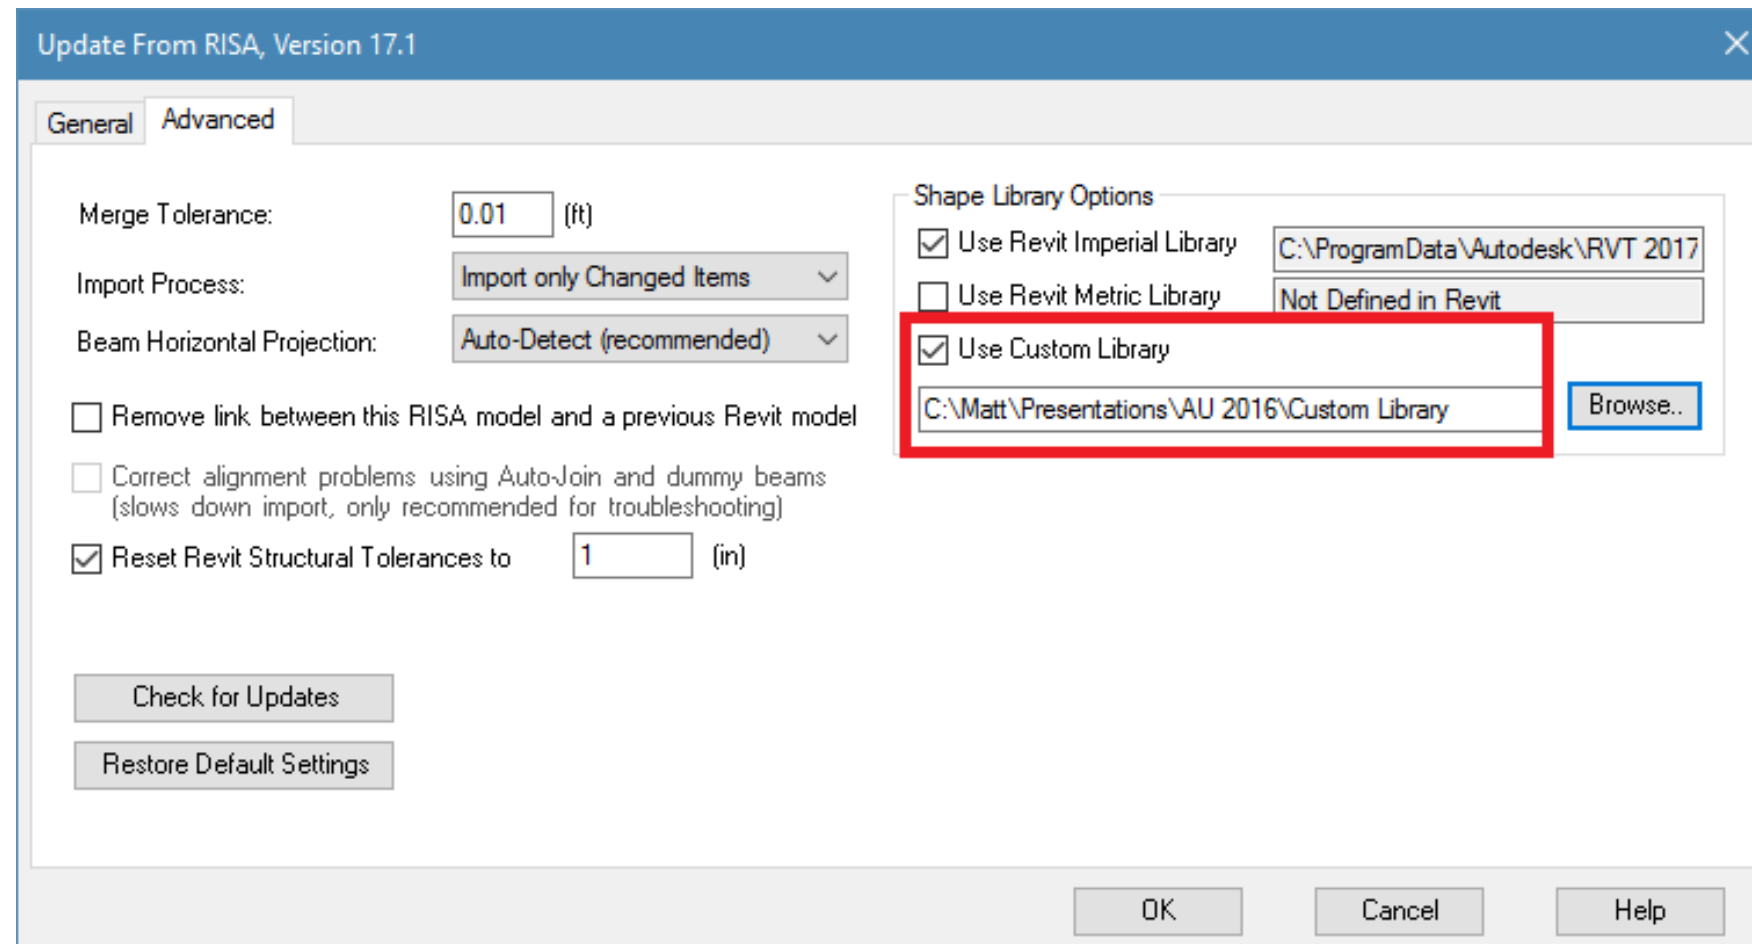 Update From RISA, Version 17.1
General
Advanced
Merge Tolerance:
0.01
(ft)
Import Process:
Import only Changed Items
Beam Horizontal Projection:
Auto-Detect (recommended)
Remove link between this RISA model and a previous Revit model
Correct alignment problems using Auto-Join and dummy beams
(slows down import, only recommended for troubleshooting)
Reset Revit Structural Tolerances to
1
(in)
Check for Updates
Restore Default Settings
Shape Library Options
Use Revit Imperial Library
C:\ProgramData\Autodesk\RVT 2017
Use Revit Metric Library
Not Defined in Revit
Use Custom Library
C:\Matt\Presentations\AU 2016\Custom Library
Browse..
OK
Cancel
Help